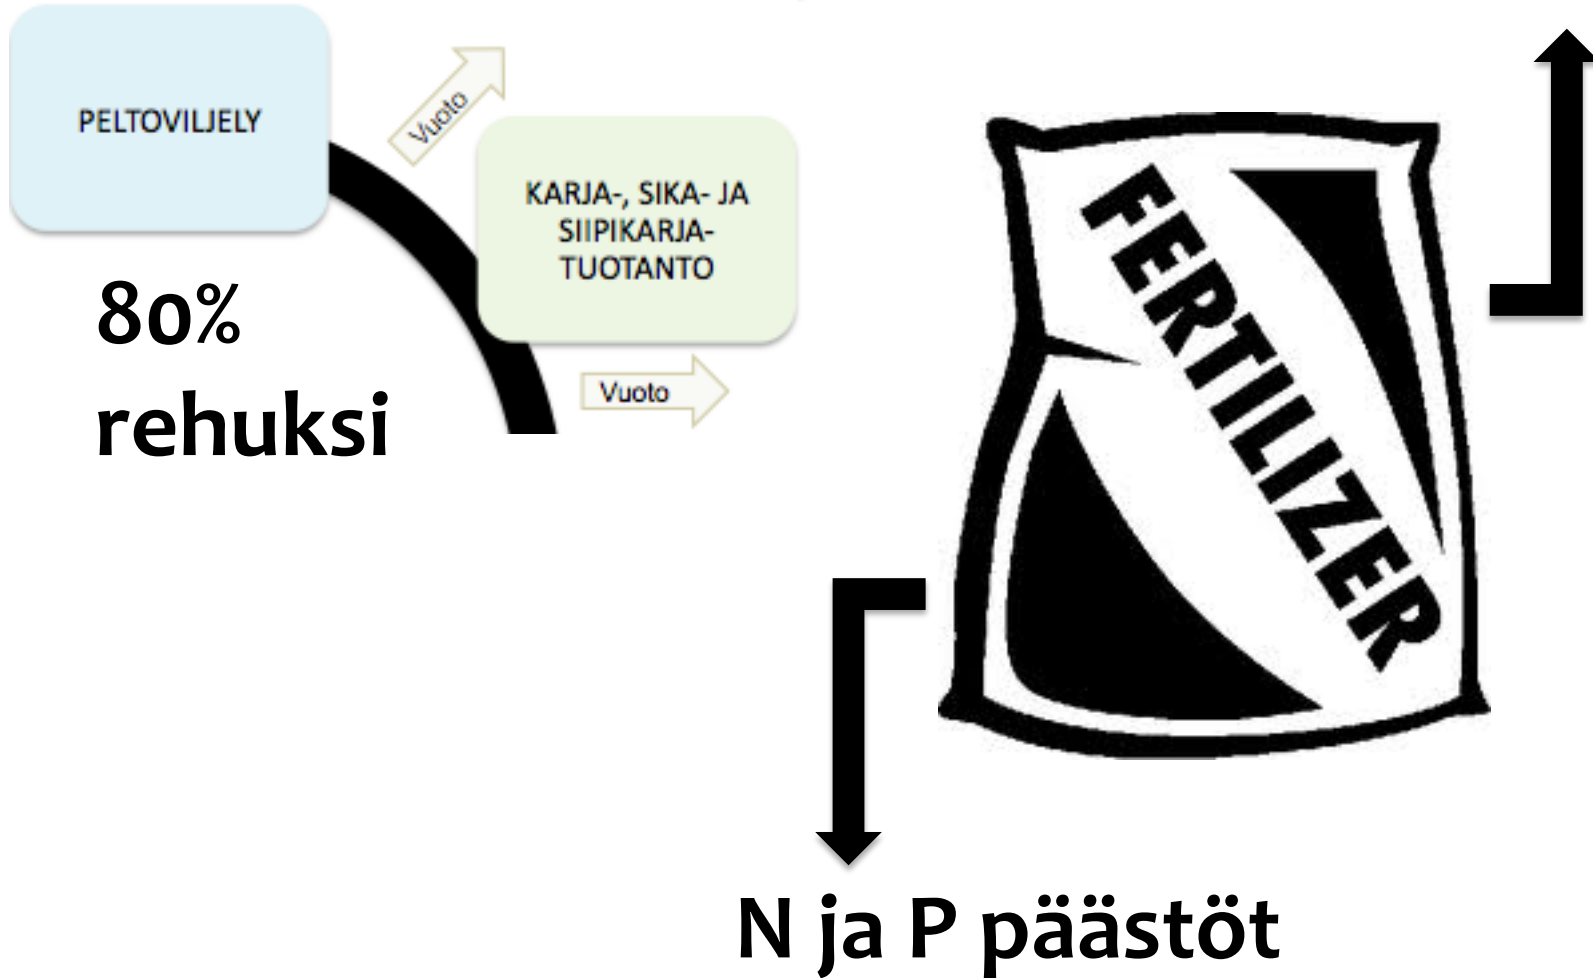 PELTOVILJELY
Vuoto
KARJA-, SIKA- JA
SIIPIKARJA-
TUOTANTO
80%
rehuksi
Vuoto
FERTILIZER
N ja P päästöt